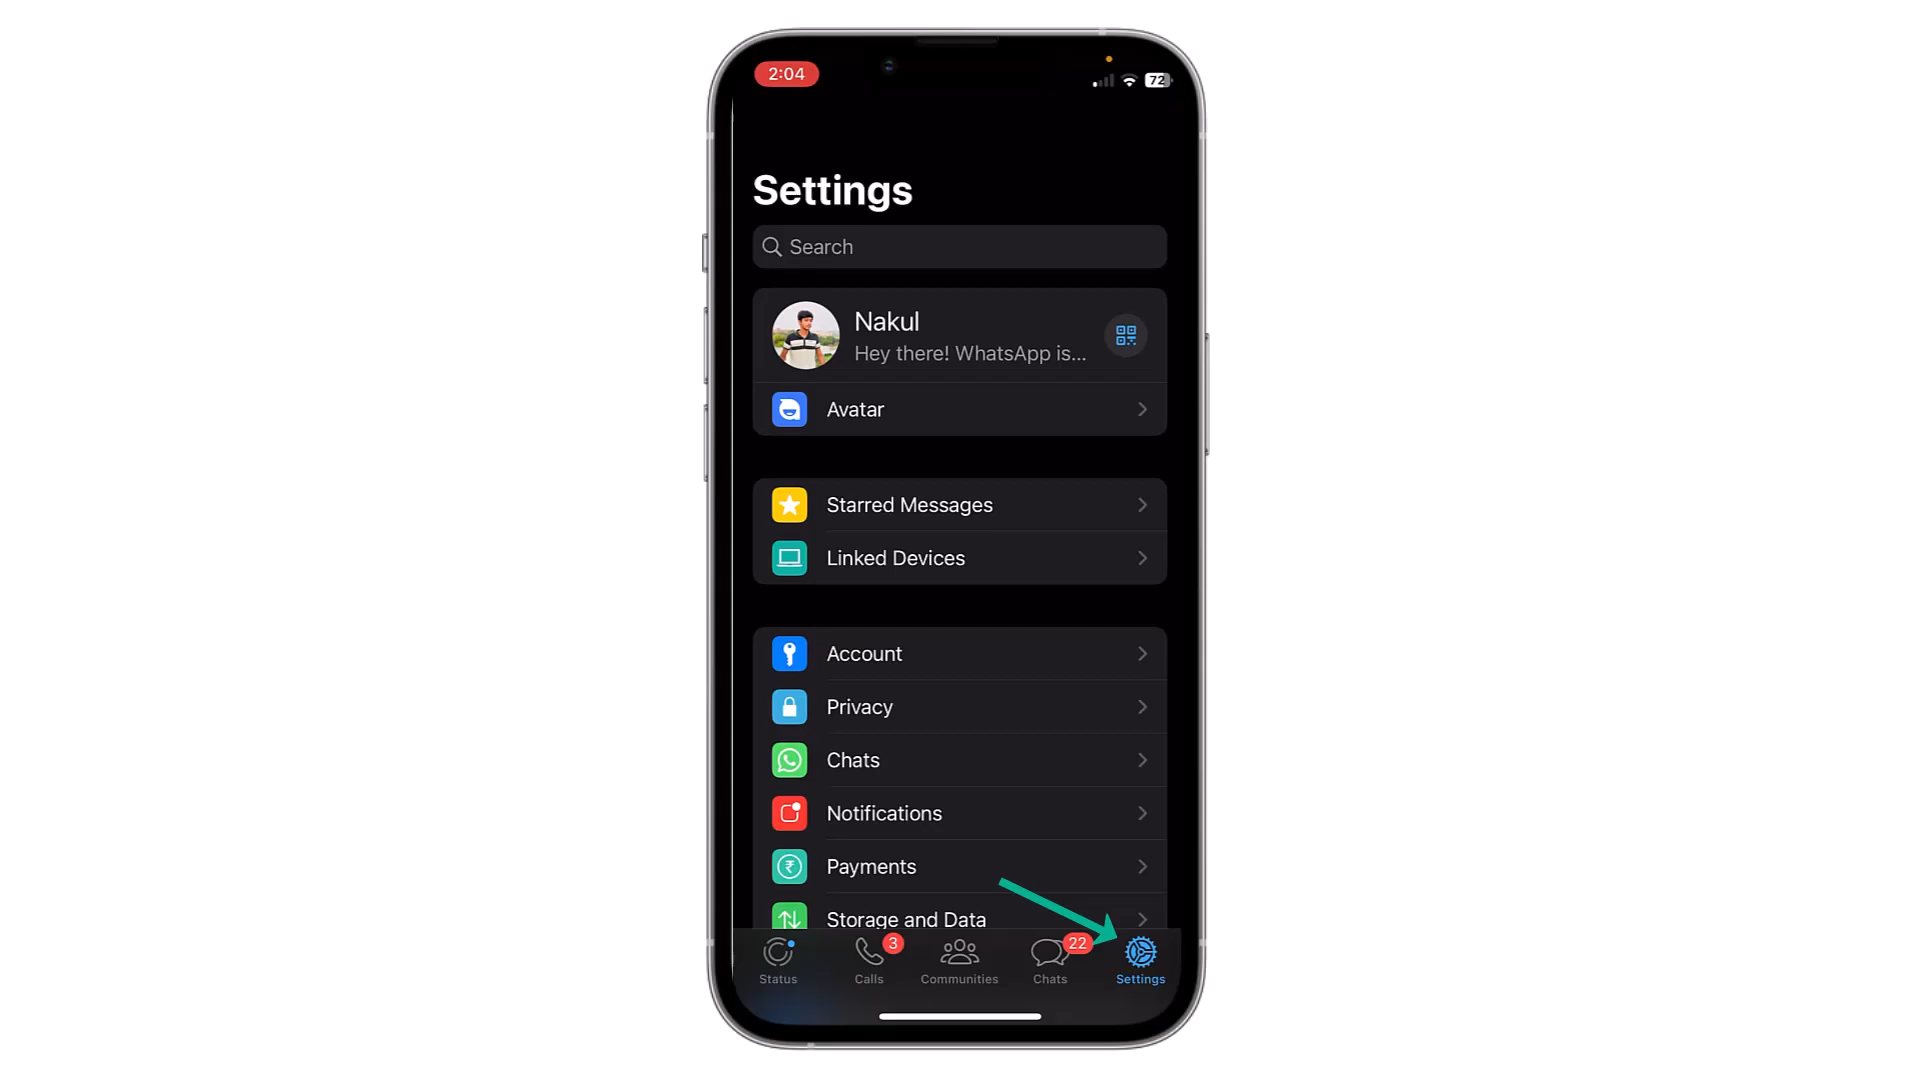 2:04
72
Settings
Search
Nakul
Hey there! WhatsApp is...
Avatar
Starred Messages
Linked Devices
Account
Privacy
Chats
Notifications
₹
Payments
Storage and Data
3
22
Status
Calls
Communities
Chats
Settings